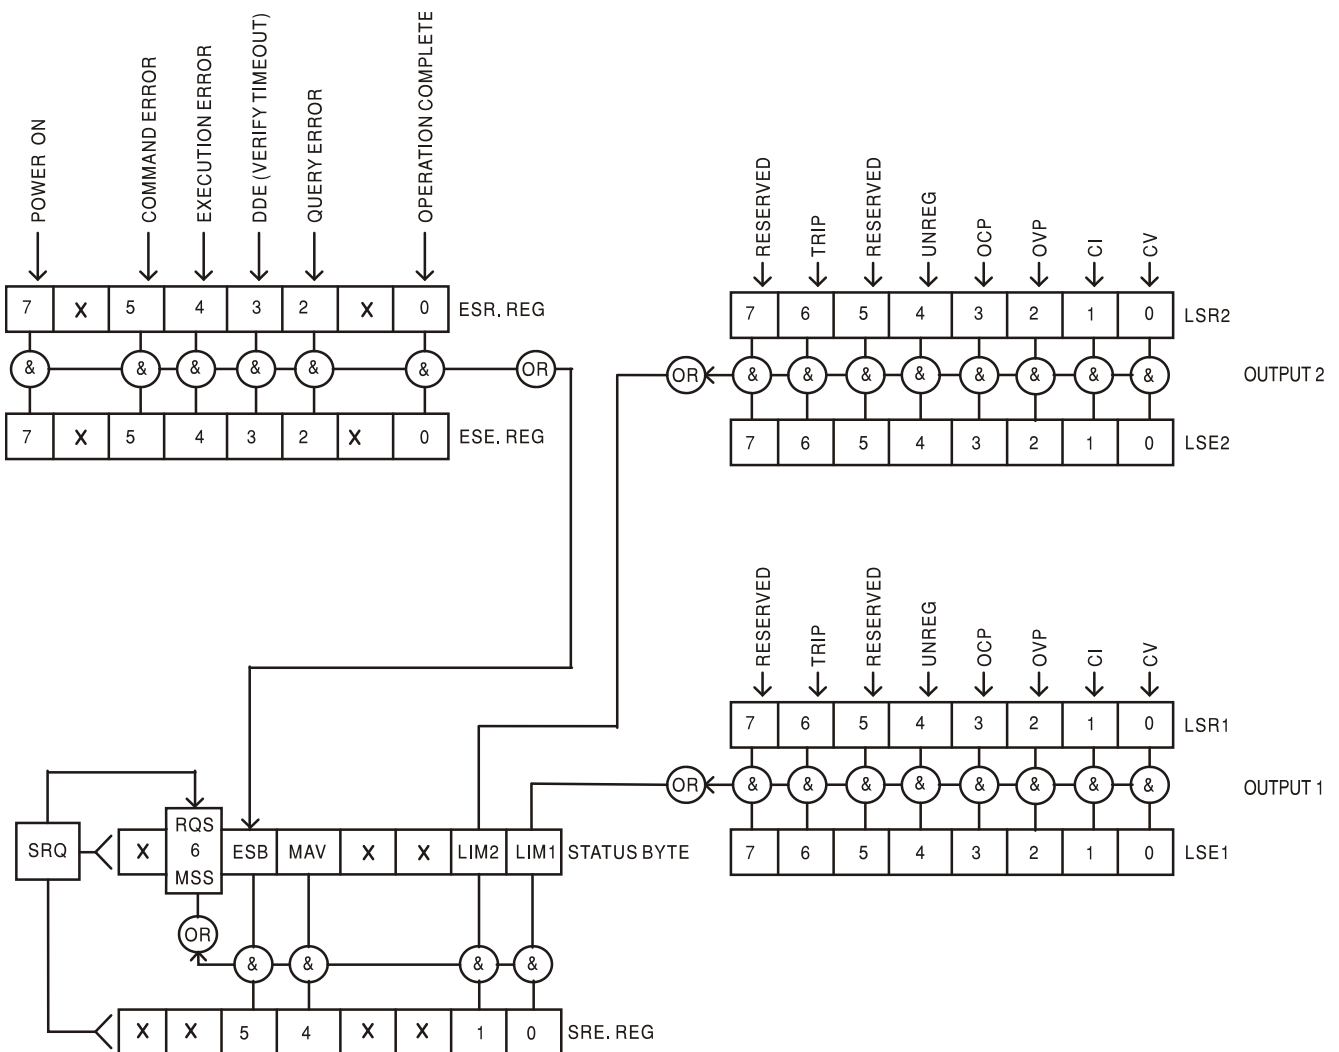 POWER ON
COMMAND ERROR
EXECUTION ERROR
DDE (VERIFY TIMEOUT)
QUERY ERROR
OPERATION COMPLETE
7 X 5 4 3 2 X 0 ESR. REG
& & & & & & OR
7 X 5 4 3 2 X 0 ESE. REG
RESERVED
TRIP
RESERVED
UNREG
OCP
OVP
CI
CV
7 6 5 4 3 2 1 0 LSR2
OR & & & & & & & & OUTPUT 2
7 6 5 4 3 2 1 0 LSE2
RESERVED
TRIP
RESERVED
UNREG
OCP
OVP
CI
CV
7 6 5 4 3 2 1 0 LSR1
OR & & & & & & & & OUTPUT 1
7 6 5 4 3 2 1 0 LSE1
SRQ
X
RQS
6
MSS
ESB MAV X X LIM2 LIM1 STATUS BYTE
OR
& & & &
X X 5 4 X X 1 0 SRE. REG